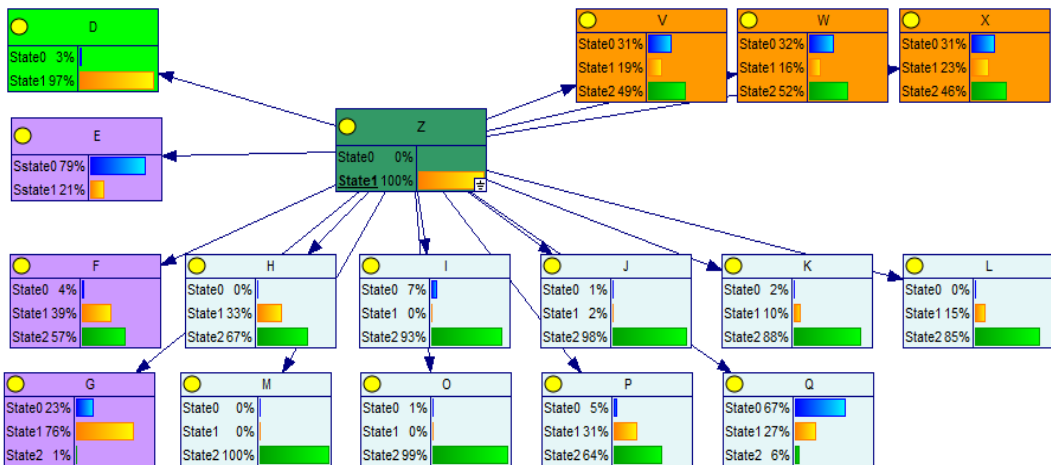 D
State0 3%
State1 97%
V
State0 31%
State1 19%
State2 49%
W
State0 32%
State1 16%
State2 52%
X
State0 31%
State1 23%
State2 46%
Z
State0 0%
State1 100%
E
Sstate0 79%
Sstate1 21%
F
State0 4%
State1 39%
State2 57%
H
State0 0%
State1 33%
State2 67%
I
State0 7%
State1 0%
State2 93%
J
State0 1%
State1 2%
State2 98%
K
State0 2%
State1 10%
State2 88%
L
State0 0%
State1 15%
State2 85%
G
State0 23%
State1 76%
State2 1%
M
State0 0%
State1 0%
State2 100%
O
State0 1%
State1 0%
State2 99%
P
State0 5%
State1 31%
State2 64%
Q
State0 67%
State1 27%
State2 6%